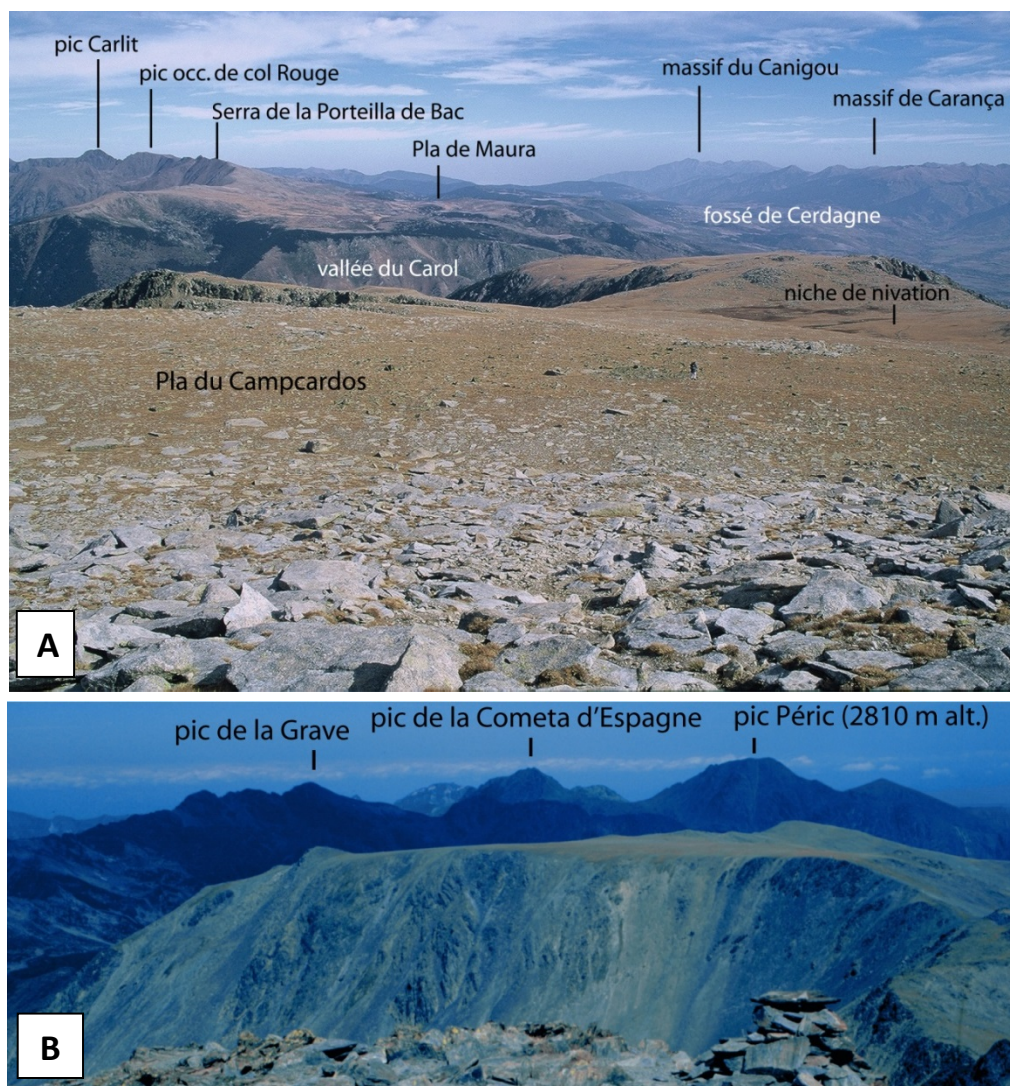 pic Carlit
pic occ. de col Rouge
Serra de la Porteilla de Bac
Pla de Maura
massif du Canigou
massif de Carança
fossé de Cerdagne
vallée du Carol
niche de nivation
Pla du Campcardos
A
pic de la Grave
pic de la Cometa d'Espagne
pic Péric (2810 m alt.)
B